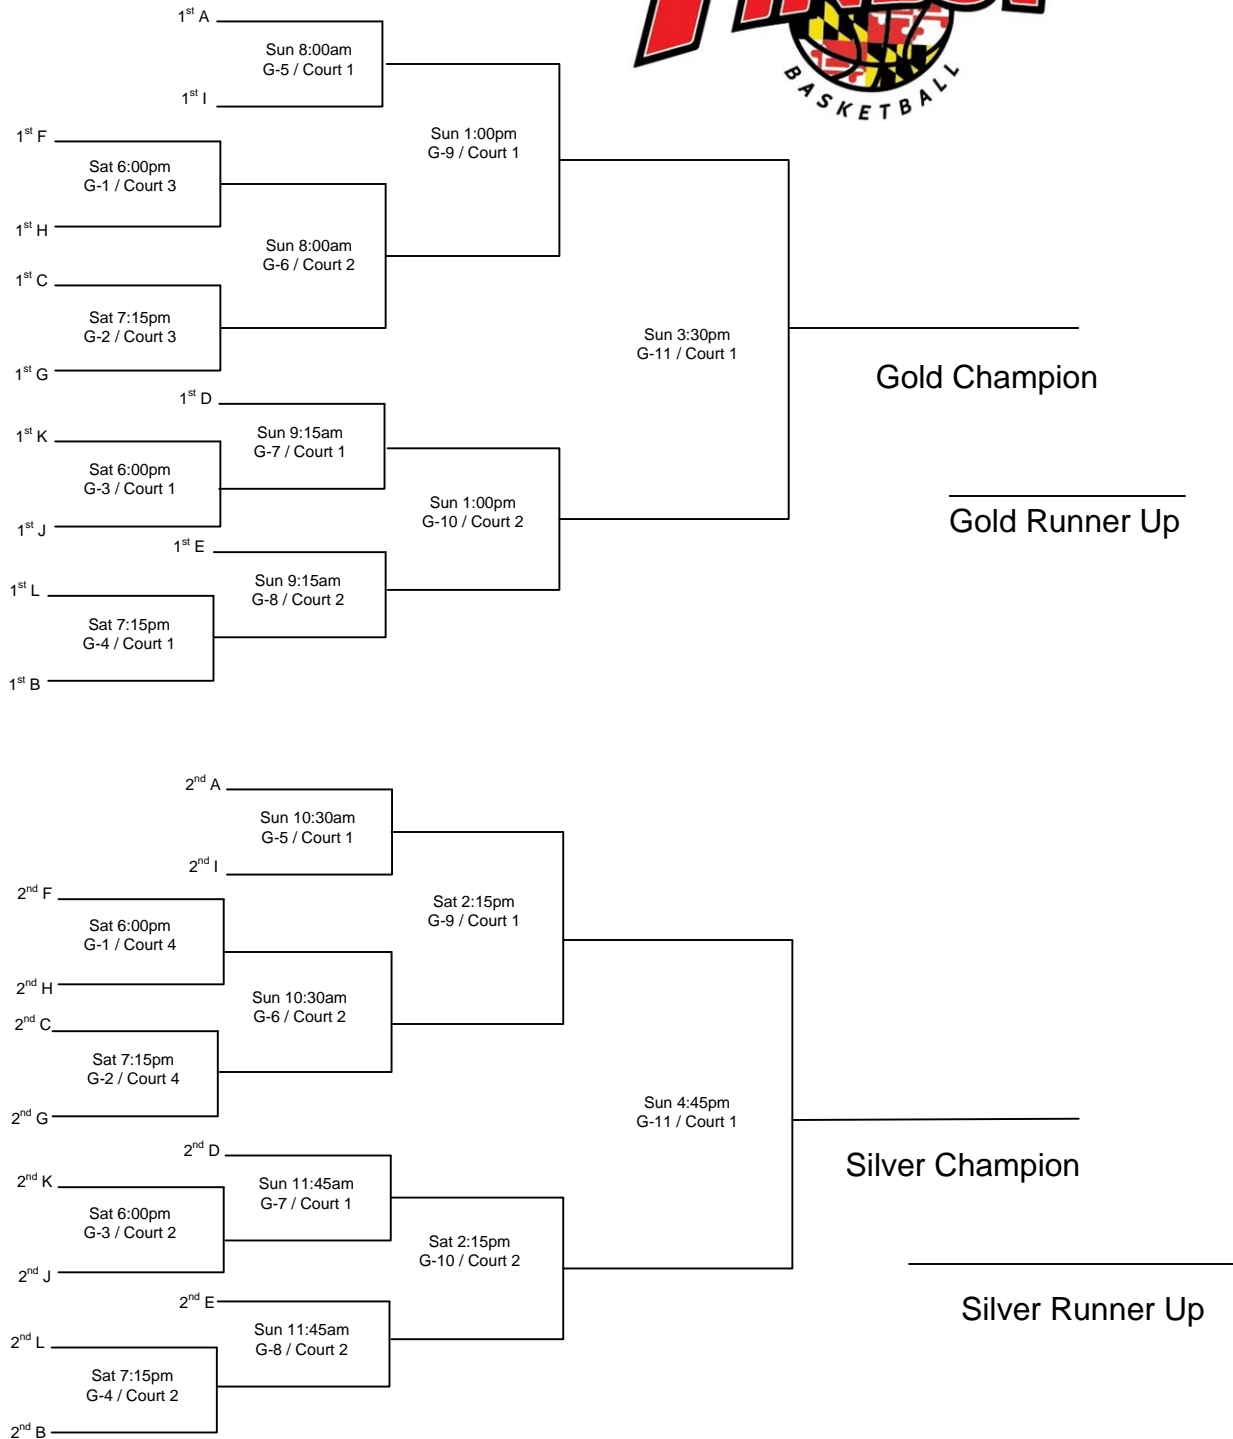 BASKETBALL
1st A
Sun 8:00am
G-5 / Court 1
1st I
1st F
Sat 6:00pm
G-1 / Court 3
1st H
Sun 1:00pm
G-9 / Court 1
Sun 8:00am
G-6 / Court 2
1st C
Sat 7:15pm
G-2 / Court 3
1st G
Sun 3:30pm
G-11 / Court 1
Gold Champion
1st D
Sun 9:15am
G-7 / Court 1
1st K
Sat 6:00pm
G-3 / Court 1
1st J
Sun 1:00pm
G-10 / Court 2
Gold Runner Up
1st E
Sun 9:15am
G-8 / Court 2
1st L
Sat 7:15pm
G-4 / Court 1
1st B
2nd A
Sun 10:30am
G-5 / Court 1
2nd I
2nd F
Sat 6:00pm
G-1 / Court 4
2nd H
Sat 2:15pm
G-9 / Court 1
Sun 10:30am
G-6 / Court 2
2nd C
Sat 7:15pm
G-2 / Court 4
2nd G
Sun 4:45pm
G-11 / Court 1
Silver Champion
2nd D
Sun 11:45am
G-7 / Court 1
2nd K
Sat 6:00pm
G-3 / Court 2
2nd J
Sat 2:15pm
G-10 / Court 2
Silver Runner Up
2nd E
Sun 11:45am
G-8 / Court 2
2nd L
Sat 7:15pm
G-4 / Court 2
2nd B